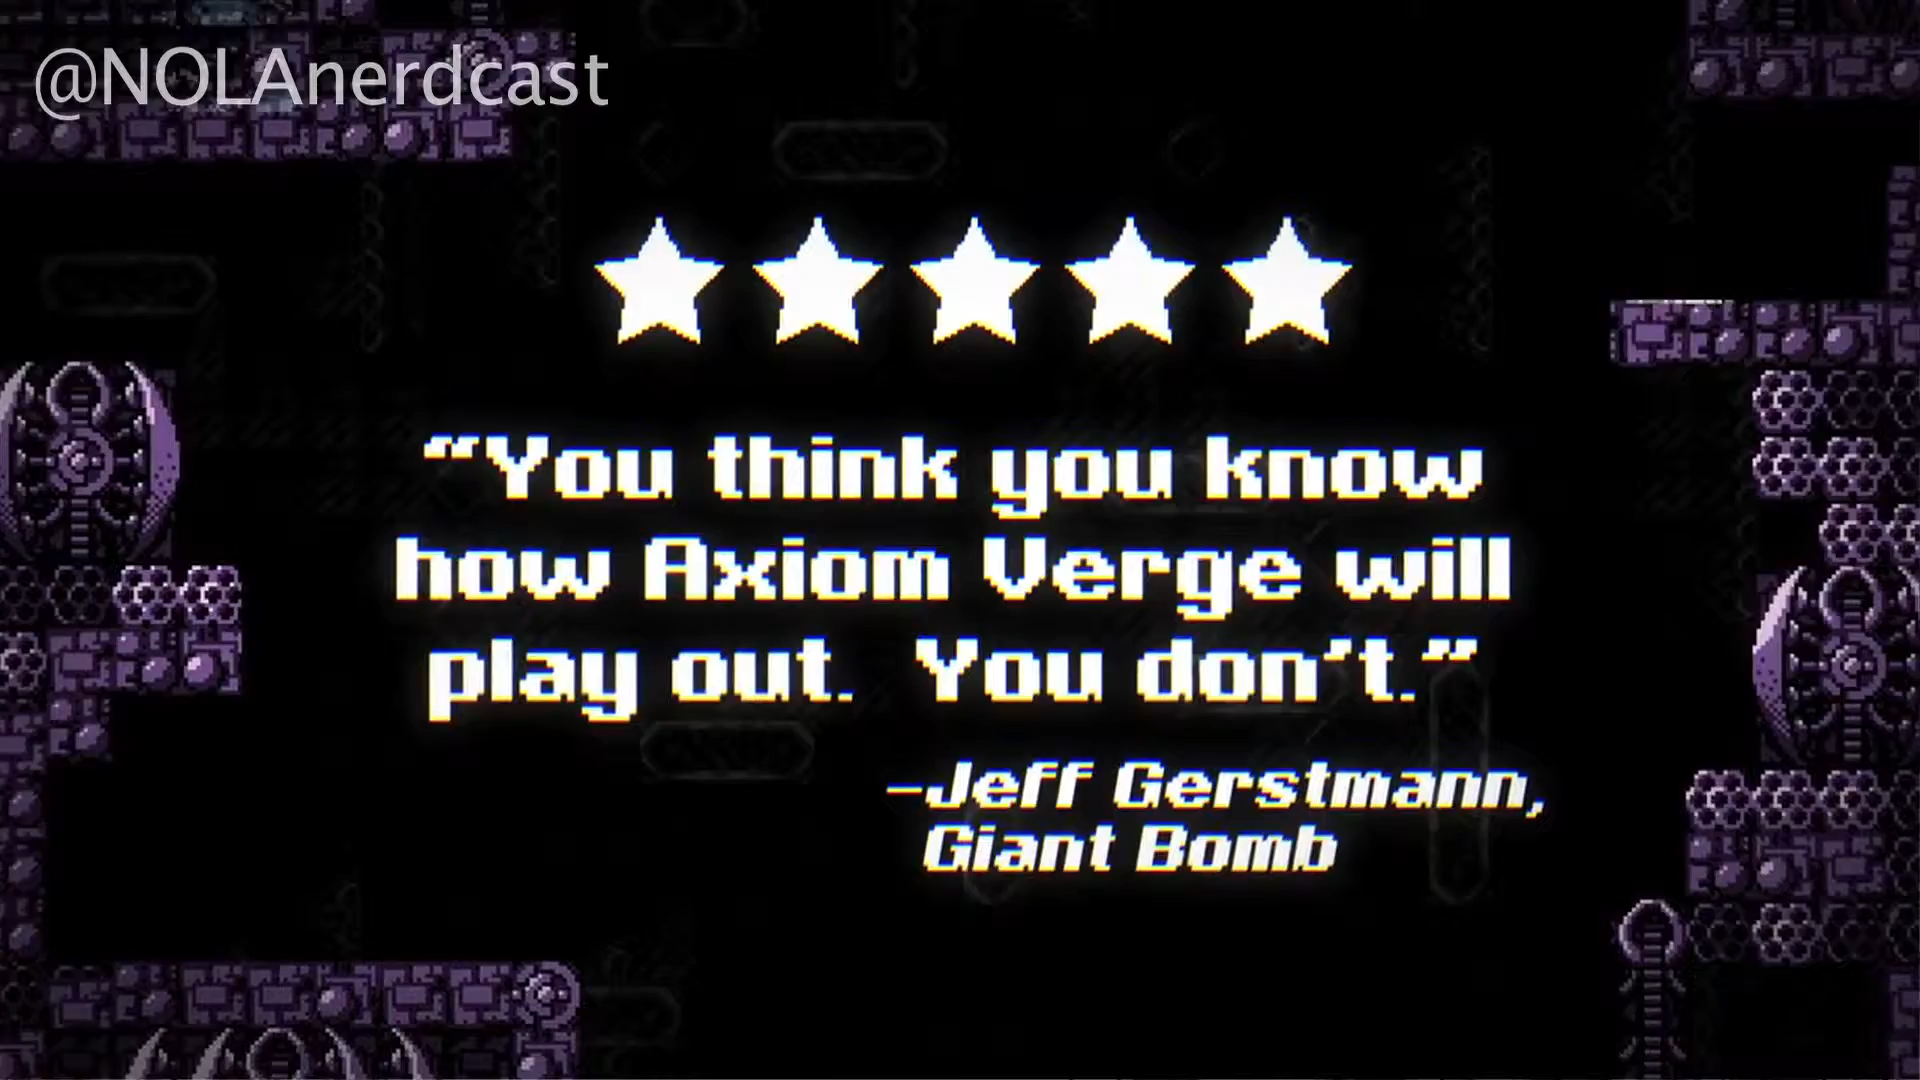 @NOLAnerdcast
“You think you know
how Axiom Verge will
play out. You don’t.”
–Jeff Gerstmann,
Giant Bomb